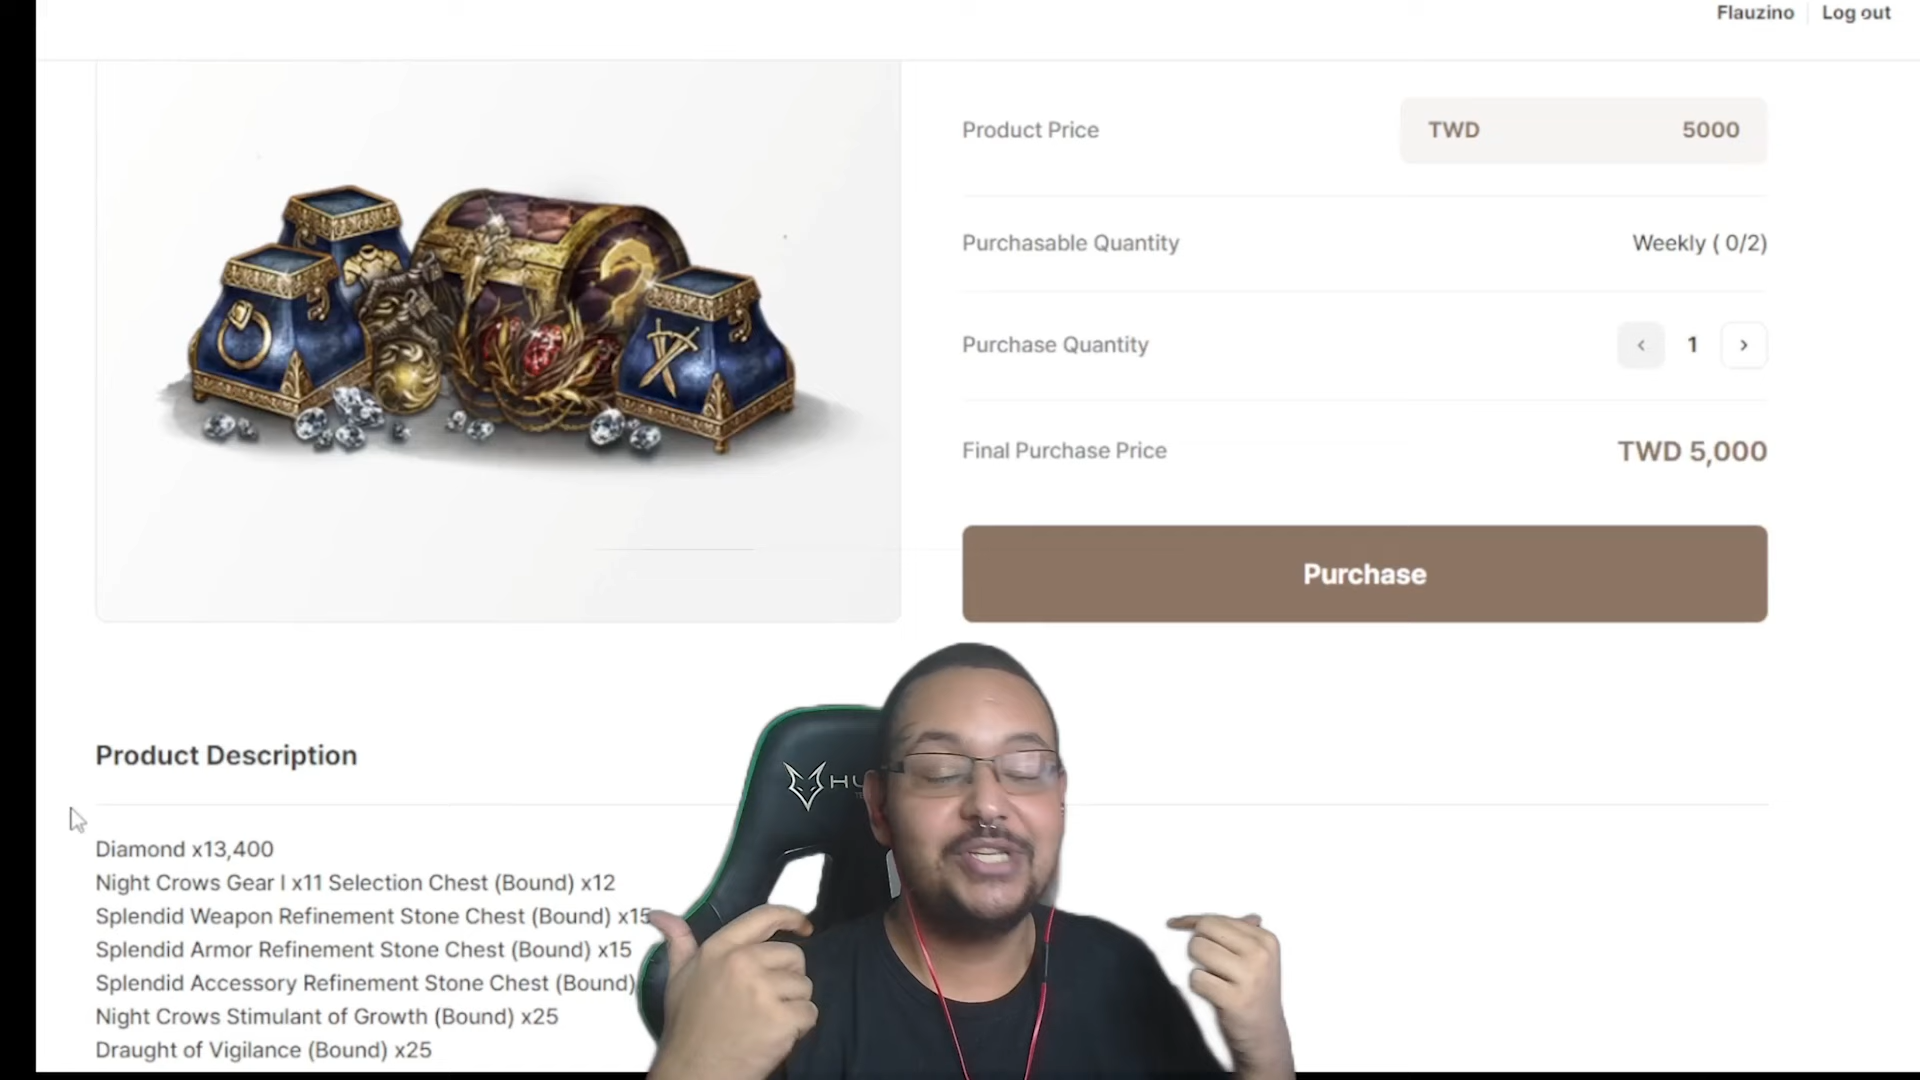 Flauzino
Log out
Product Price
TWD
5000
Purchasable Quantity
Weekly ( 0/2)
Purchase Quantity
1
Final Purchase Price
TWD 5,000
Purchase
Product Description
Diamond x13,400
Night Crows Gear I x11 Selection Chest (Bound) x12
Splendid Weapon Refinement Stone Chest (Bound) x15
Splendid Armor Refinement Stone Chest (Bound) x15
Splendid Accessory Refinement Stone Chest (Bound)
Night Crows Stimulant of Growth (Bound) x25
Draught of Vigilance (Bound) x25